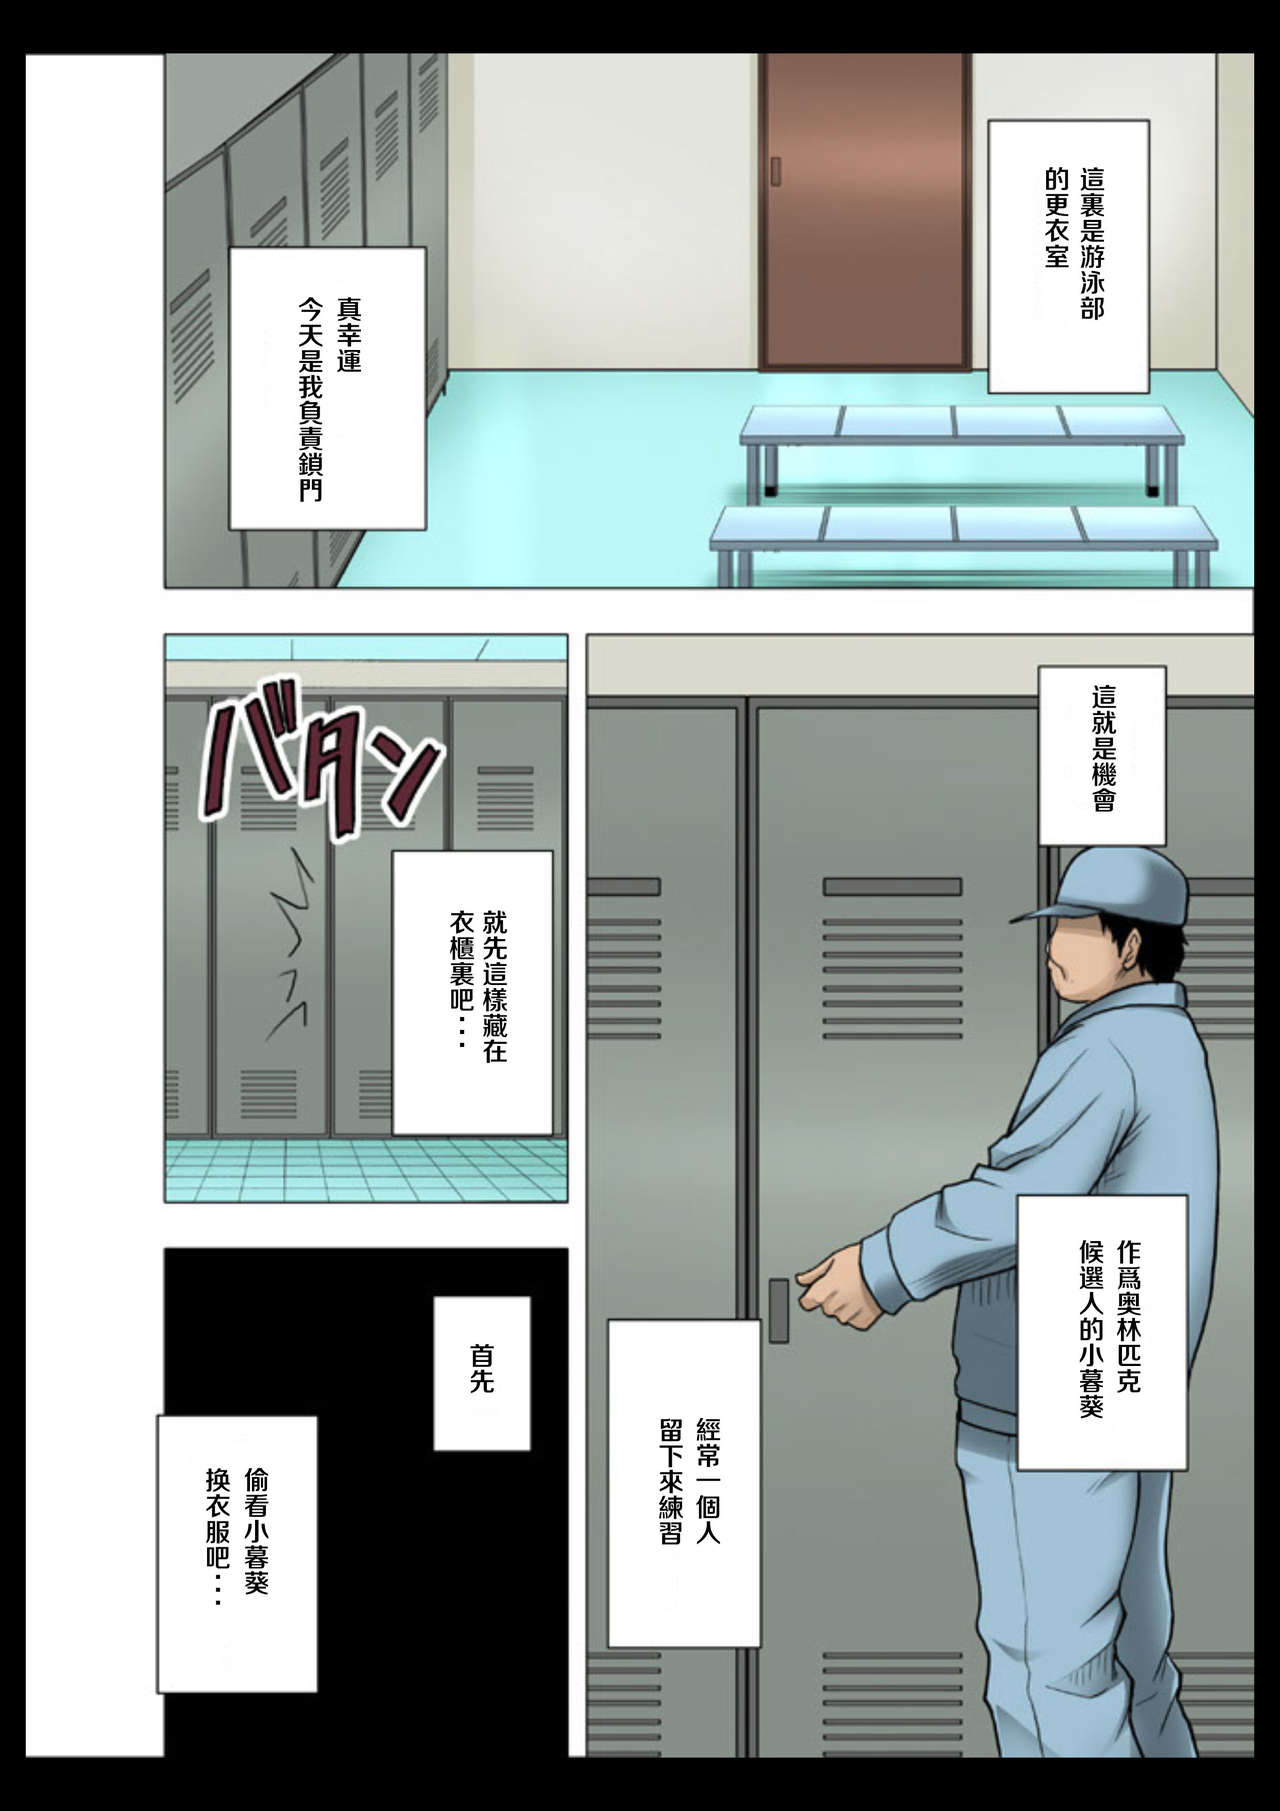 這裏是游泳部
的更衣室
真幸運
今天是我負責鎖門
這就是機會
作爲奧林匹克
候選人的小暮葵
經常一個人
留下來練習
バタン
就先這樣藏在
衣櫃裏吧···
首先
偷看小暮葵
换衣服吧···